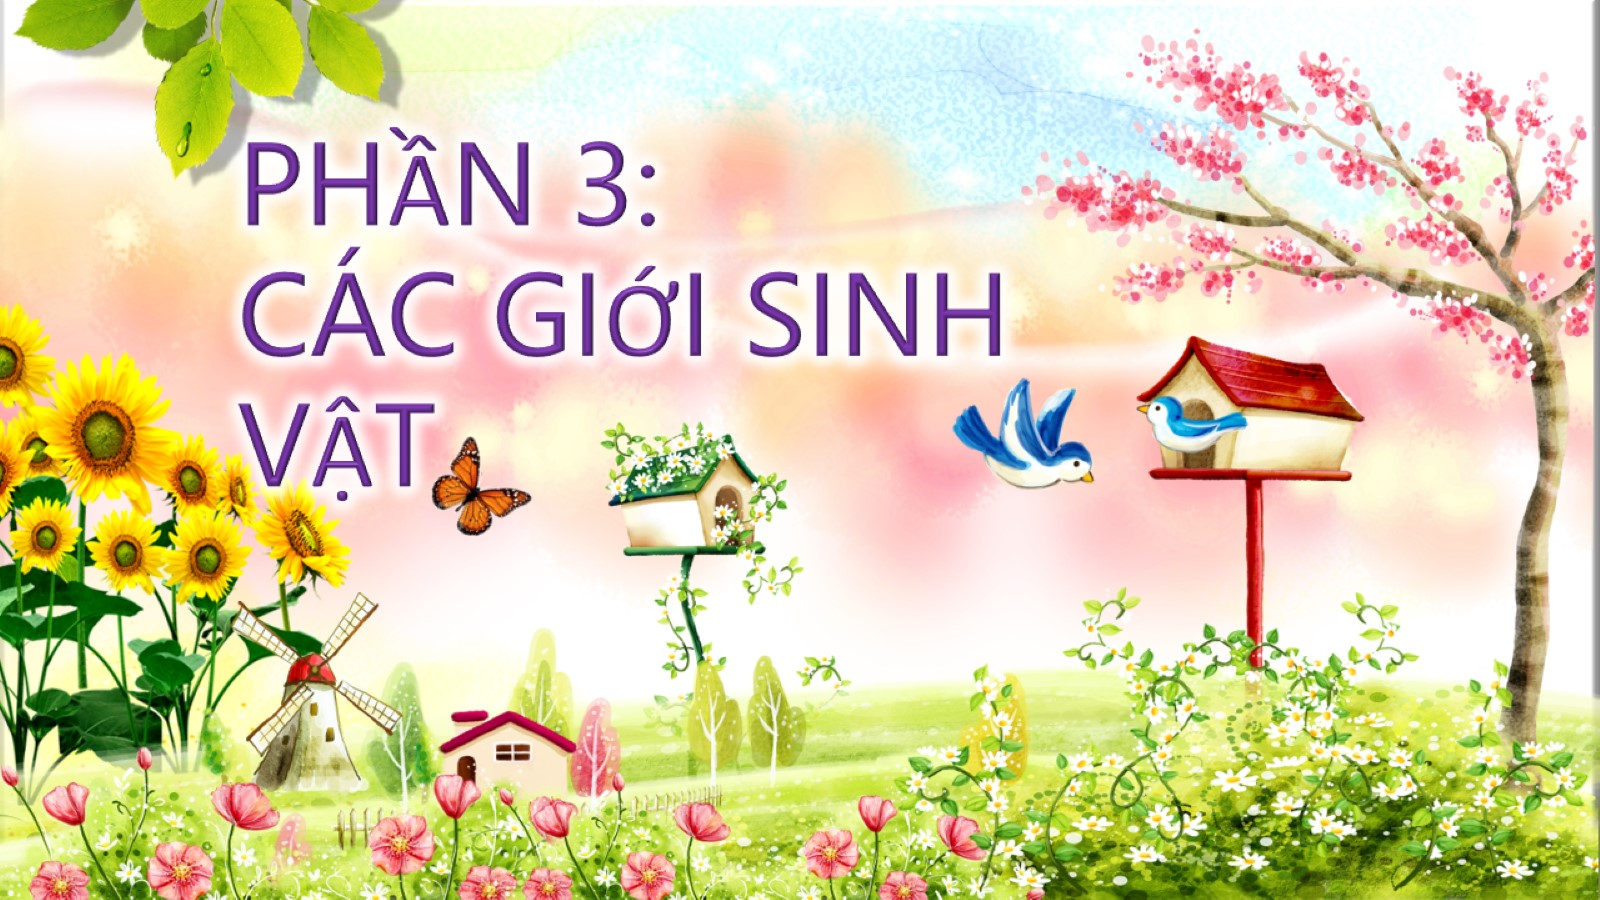 PHẦN 3:
CÁC GIỚI SINH
VẬT